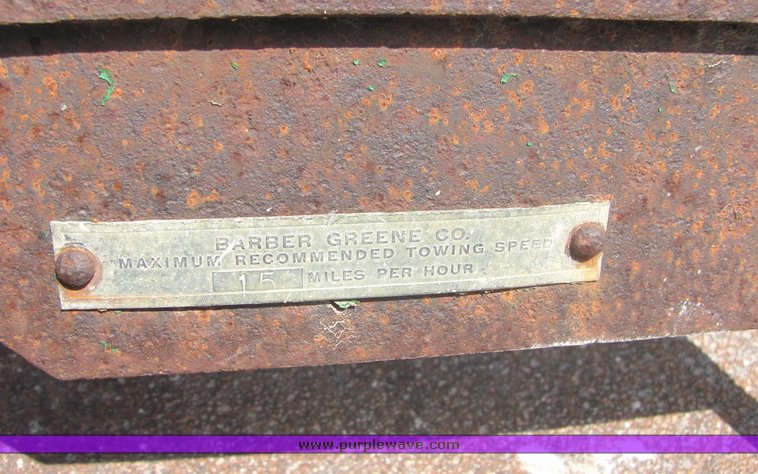 BARBER GREENE CO.
MAXIMUM RECOMMENDED TOWING SPEED
15 MILES PER HOUR
www.purplewave.com